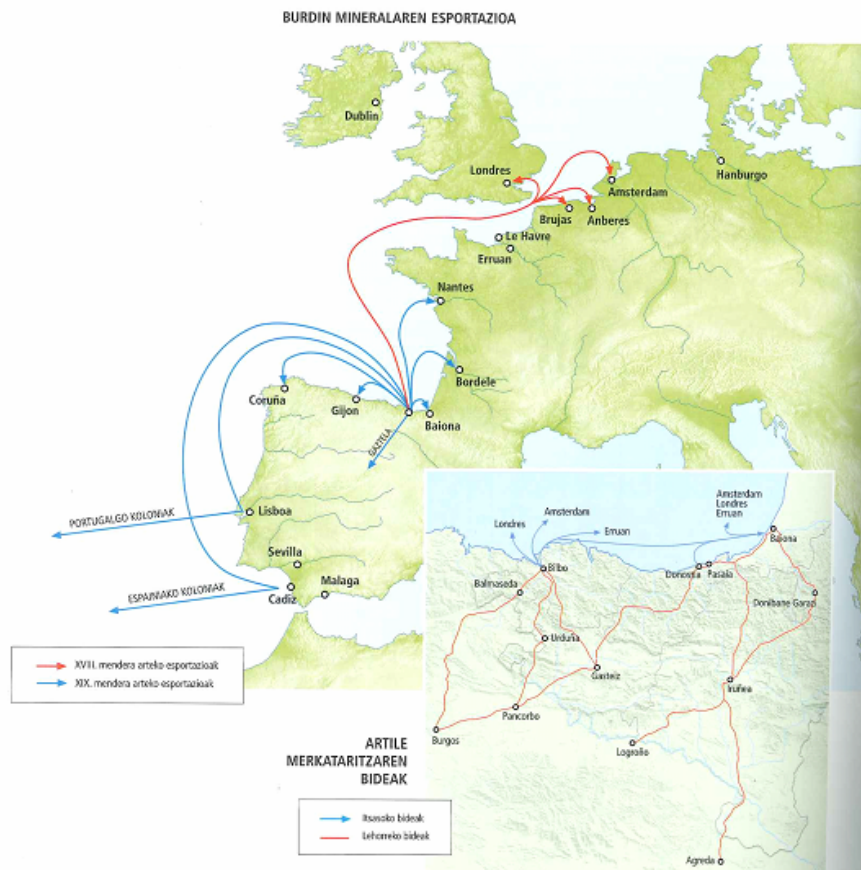 BURDIN MINERALAREN ESPORTAZIOA
Dublin
Londres
Amsterdam
Hanburgo
Brujas
Anberes
Le Havre
Erruan
Nantes
Bordele
Coruña
Gijon
Baiona
GAZTELA
PORTUGALGO KOLONIAK
Lisboa
Sevilla
ESPAINIAKO KOLONIAK
Cadiz
Malaga
XVIII. mendera arteko esportazioak
XIX. mendera arteko esportazioak
ARTILE
MERKATARITZAREN
BIDEAK
Itsasoko bideak
Lehorreko bideak
Londres
Amsterdam
Erruan
Amsterdam
Londres
Erruan
Baiona
Bilbo
Donostia
Pasaia
Balmaseda
Donibane Garazi
Urduña
Gasteiz
Iruñea
Pancorbo
Burgos
Logroño
Agreda